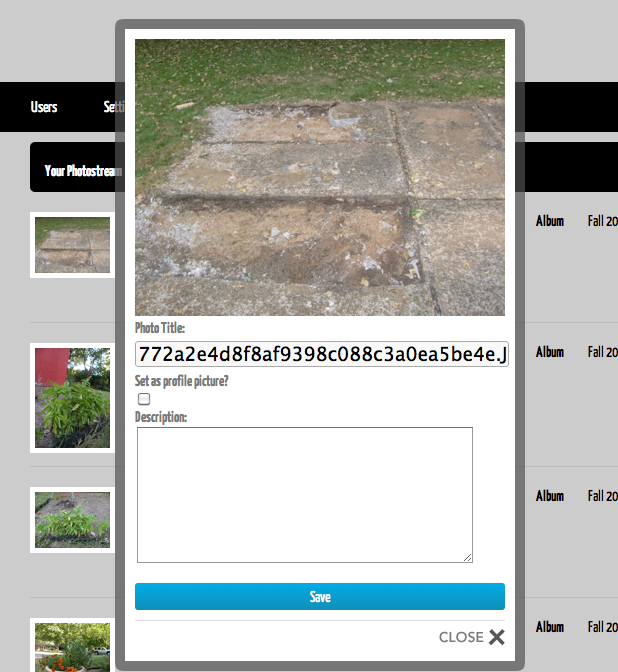 Users
Setti
Your Photostream
Album Fall 20
Photo Title:
772a2e4d8f8af9398c088c3a0ea5be4e.J
Set as profile picture?
Album Fall 20
Description:
Album Fall 20
Save
Album Fall 20
CLOSE